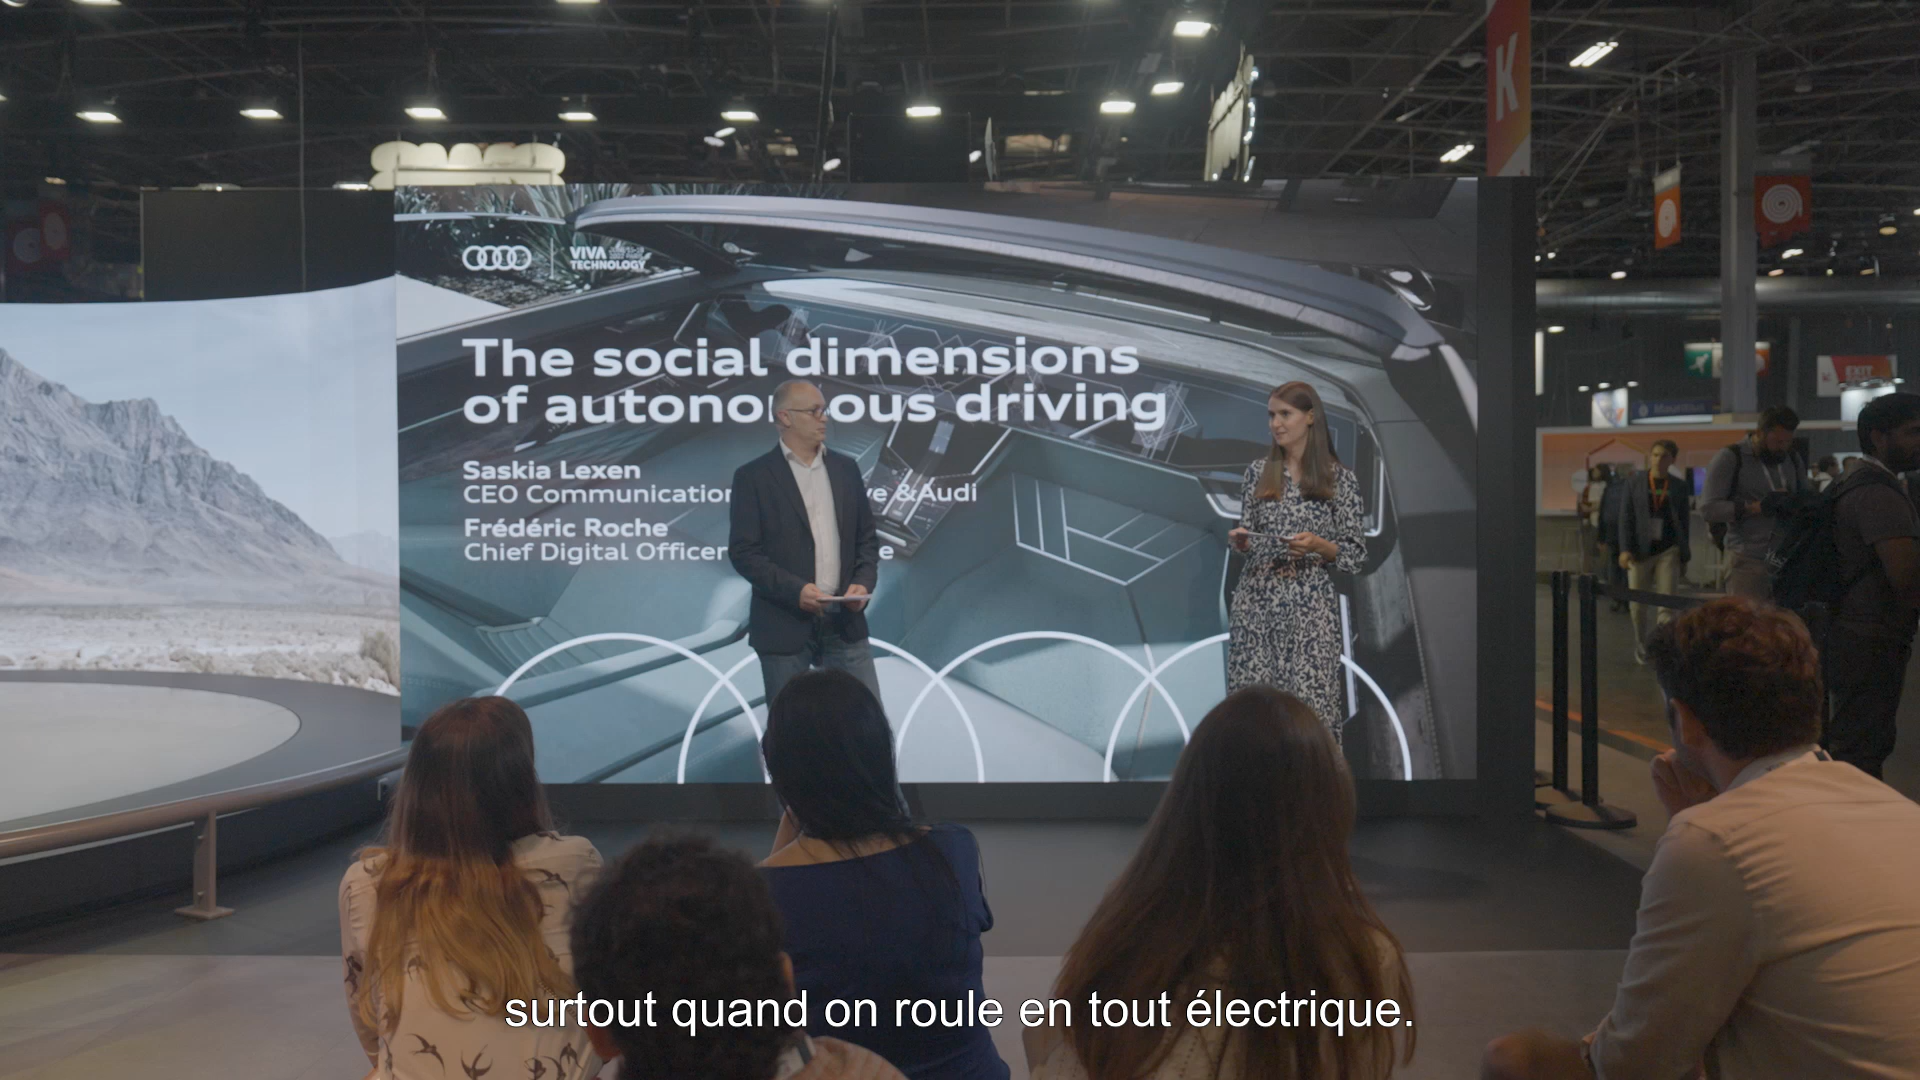 K
VIVA
TECHNOLOGY
The social dimensions
of autono ous driving
Saskia Lexen
CEO Communication ve & Audi
Frédéric Roche
Chief Digital Officer e
EXIT
surtout quand on roule en tout électrique.